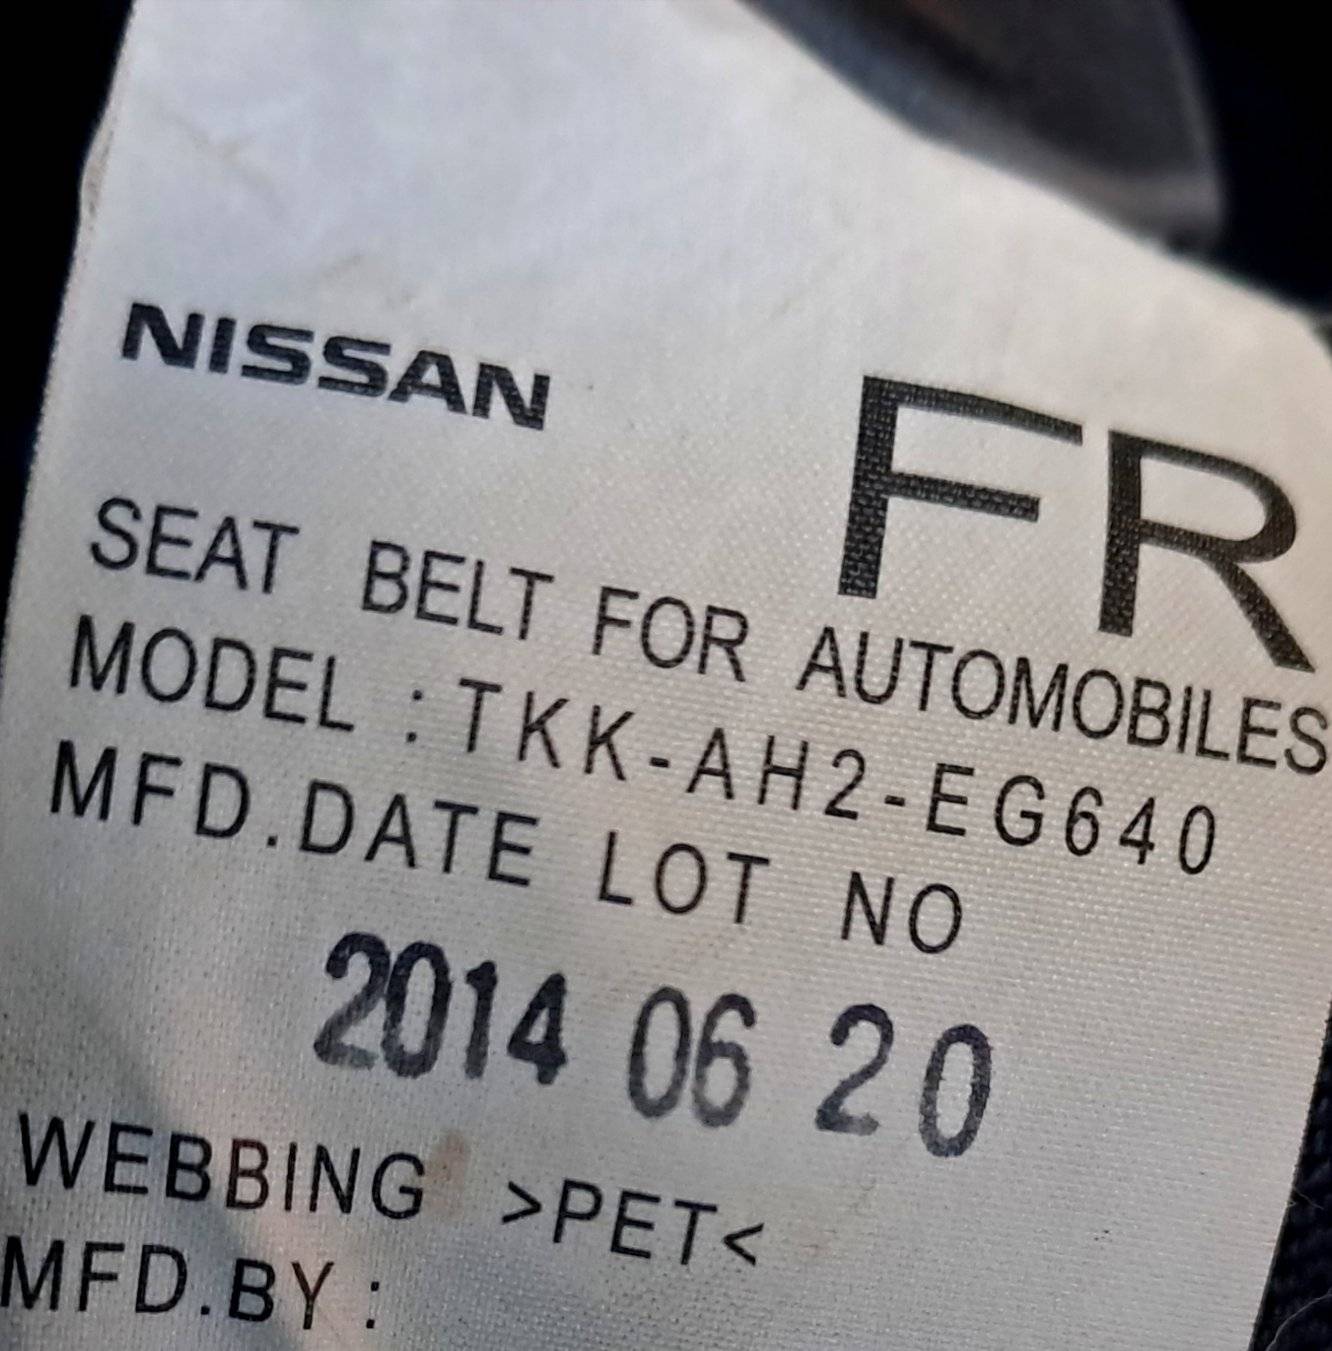 NISSAN
FR
SEAT BELT FOR AUTOMOBILES
MODEL : TKK-AH2-EG640
MFD.DATE LOT NO
2014 06 20
WEBBING >PET<
MFD.BY :